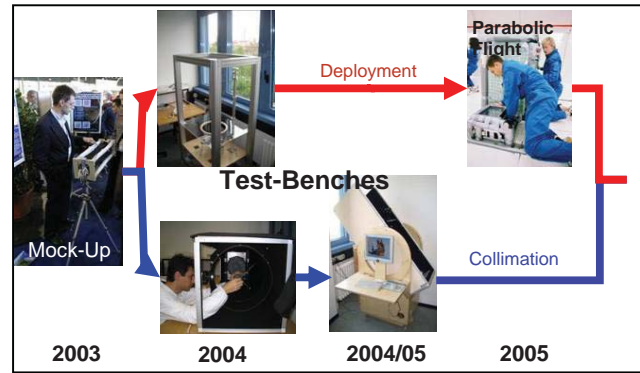 Parabolic
Flight
Deployment
Test-Benches
Mock-Up
Collimation
2003
2004
2004/05
2005